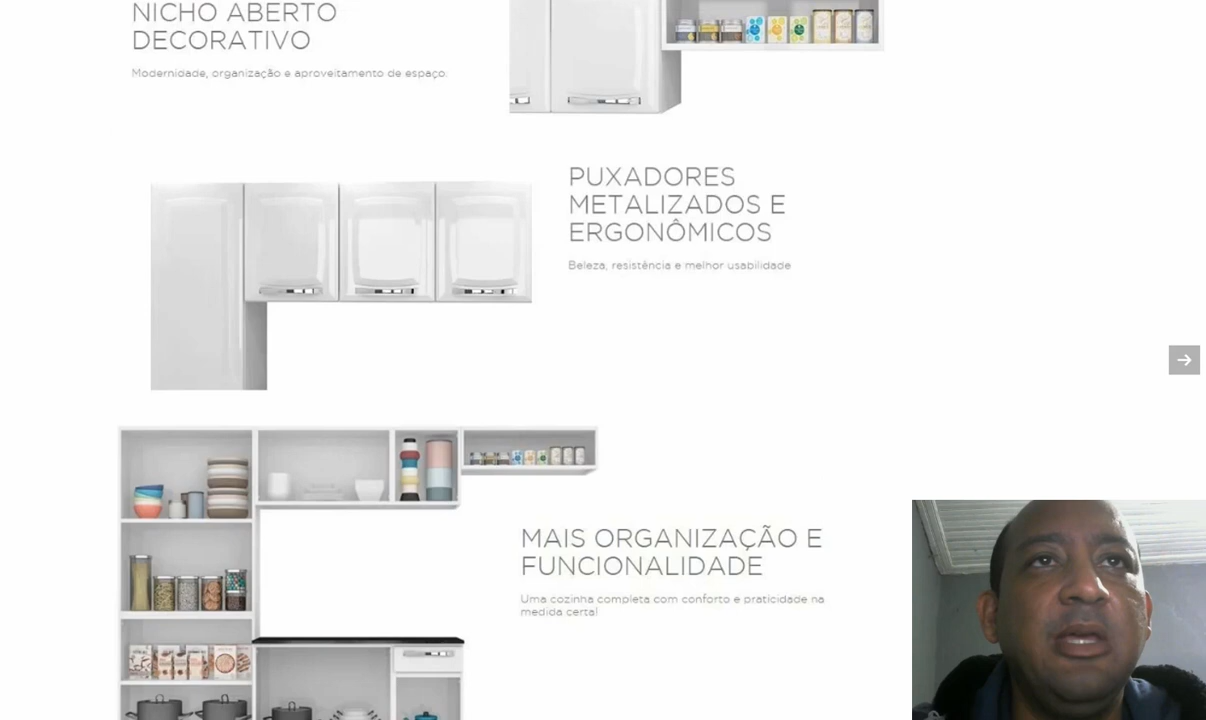 NICHO ABERTO
DECORATIVO
Modernidade, organização e aproveitamento de espaço.
PUXADORES
METALIZADOS E
ERGONÔMICOS
Beleza, resistência e melhor usabilidade
MAIS ORGANIZAÇÃO E
FUNCIONALIDADE
Uma cozinha completa com conforto e praticidade na
medida certa!